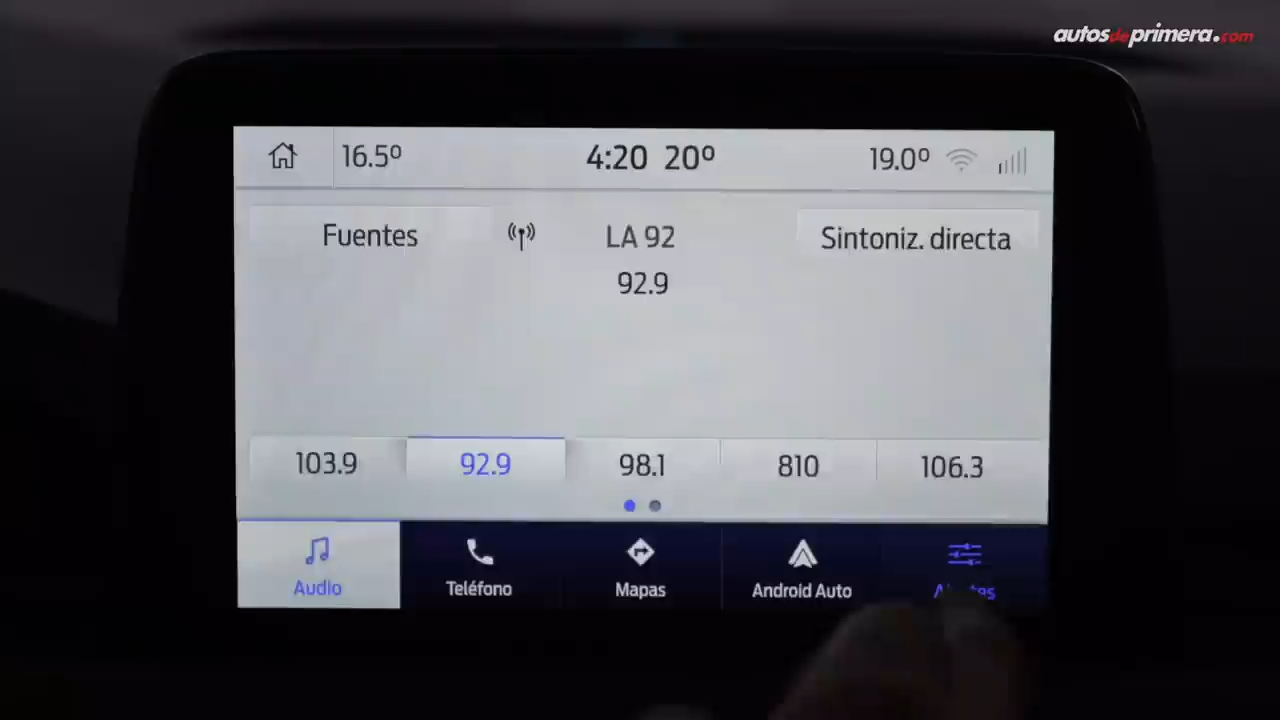 autosdeprimera.com
16.5º 4:20 20º 19.0º
Fuentes LA 92 Sintoniz. directa
92.9
103.9 92.9 98.1 810 106.3
Audio Teléfono Mapas Android Auto